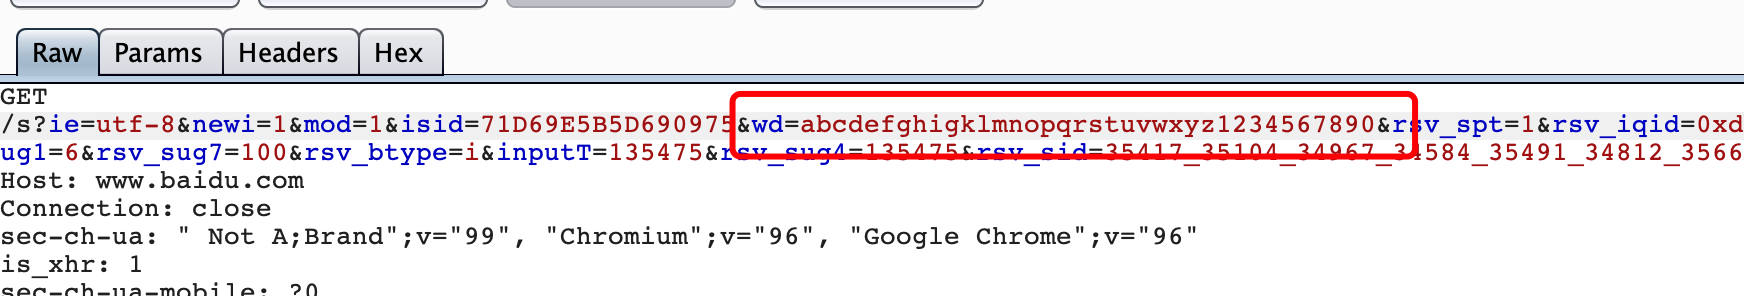 Raw Params Headers Hex
GET
/s?ie=utf-8&newi=1&mod=1&isid=71D69E5B5D690975&wd=abcdefghigklmnopqrstuvwxyz1234567890&rsv_spt=1&rsv_iqid=0xd
ug1=6&rsv_sug7=100&rsv_btype=i&inputT=135475&rsv_sug4=135475&rsv_sid=35417_35104_34967_34584_35491_34812_3566
Host: www.baidu.com
Connection: close
sec-ch-ua: " Not A;Brand";v="99", "Chromium";v="96", "Google Chrome";v="96"
is_xhr: 1
sec-ch-ua-mobile: ?0